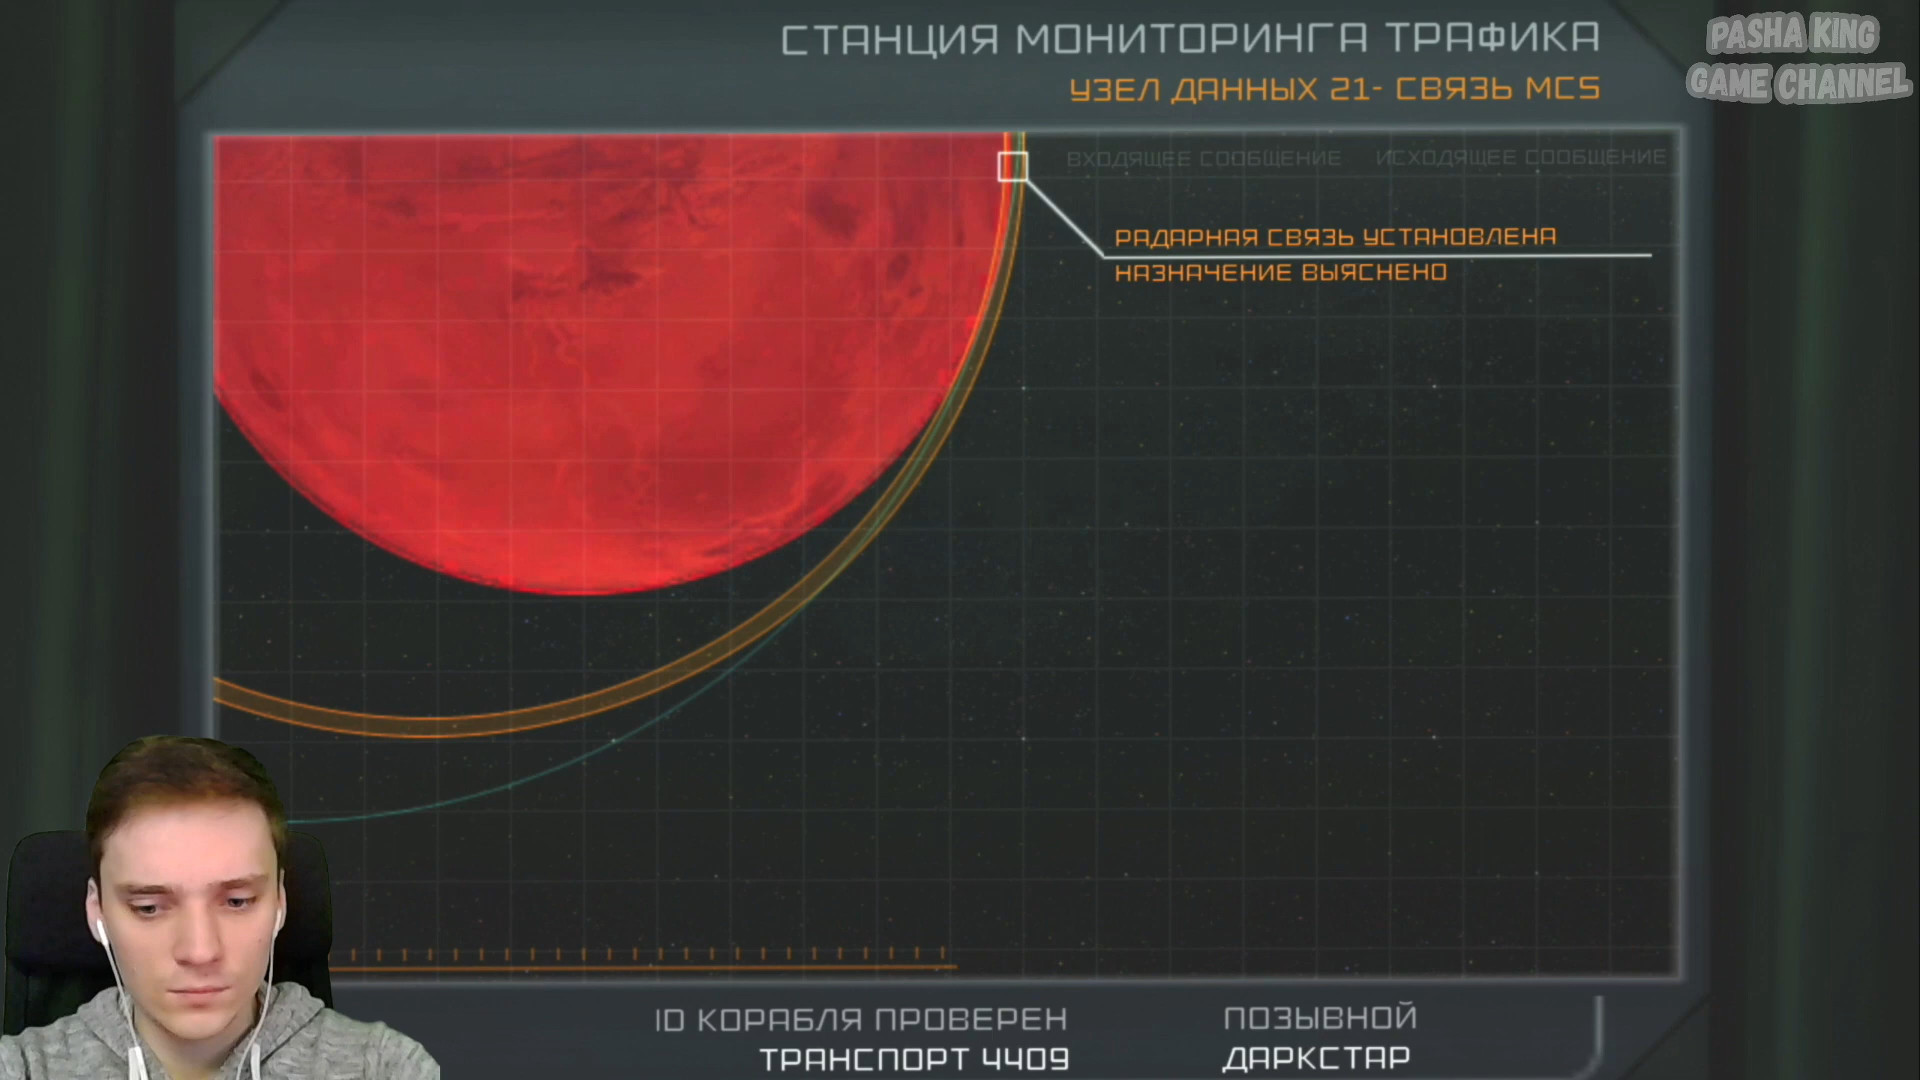 СТАНЦИЯ МОНИТОРИНГА ТРАФИКА
УЗЕЛ ДАННЫХ 21- СВЯЗЬ MCS
PASHA KING
GAME CHANNEL
ВХОДЯЩЕЕ СООБЩЕНИЕ ИСХОДЯЩЕЕ СООБЩЕНИЕ
РАДАРНАЯ СВЯЗЬ УСТАНОВЛЕНА
НАЗНАЧЕНИЕ ВЫЯСНЕНО
ID КОРАБЛЯ ПРОВЕРЕН
ТРАНСПОРТ 4409
ПОЗЫВНОЙ
ДАРКСТАР